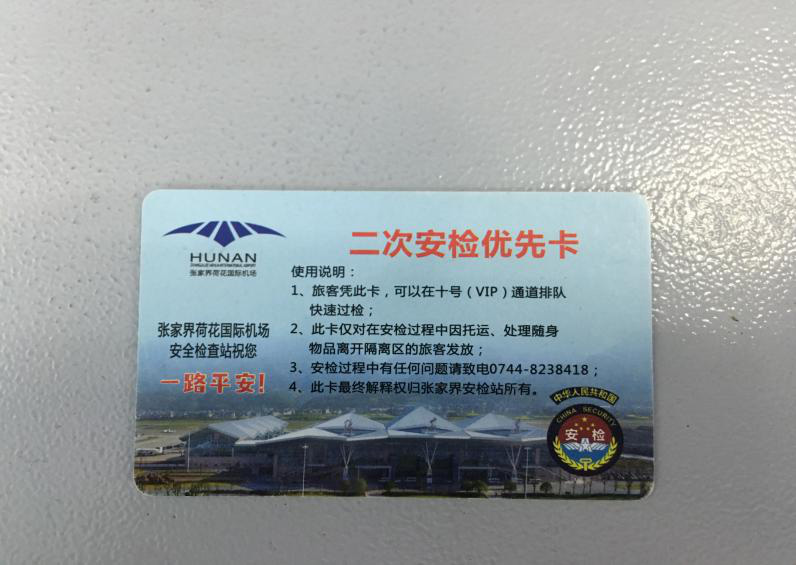 HUNAN
张家界荷花国际机场
张家界荷花国际机场
安全检查站祝您
一路平安!
二次安检优先卡
使用说明:
1、旅客凭此卡,可以在十号(VIP)通道排队
快速过检;
2、此卡仅对在安检过程中因托运、处理随身
物品离开隔离区的旅客发放;
3、安检过程中有任何问题请致电0744-8238418;
4、此卡最终解释权归张家界安检站所有。
中华人民共和国
CHINA SECURITY
安 检